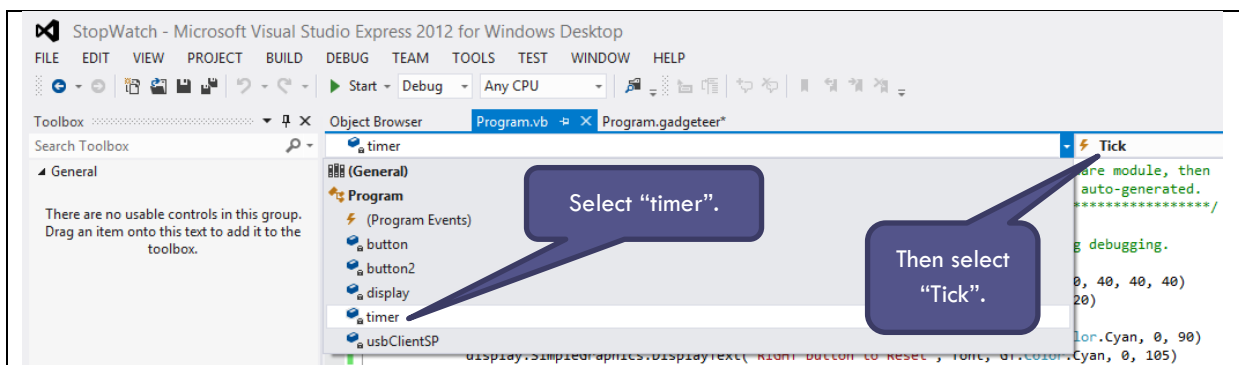 StopWatch - Microsoft Visual Studio Express 2012 for Windows Desktop
FILE EDIT VIEW PROJECT BUILD DEBUG TEAM TOOLS TEST WINDOW HELP
Start Debug Any CPU
Toolbox
Object Browser Program.vb Program.gadgeteer*
Search Toolbox
timer
Tick
General
There are no usable controls in this group.
Drag an item onto this text to add it to the
toolbox.
(General)
Program
(Program Events)
button
button2
display
timer
usbClientSP
Select “timer”.
Then select
“Tick”.
are module, then
auto-generated.
*****************/
g debugging.
0, 40, 40, 40)
20)
lor.Cyan, 0, 90)
display.SimpleGraphics.DisplayText("RIGHT button to Reset", font, GT.Color.Cyan, 0, 105)